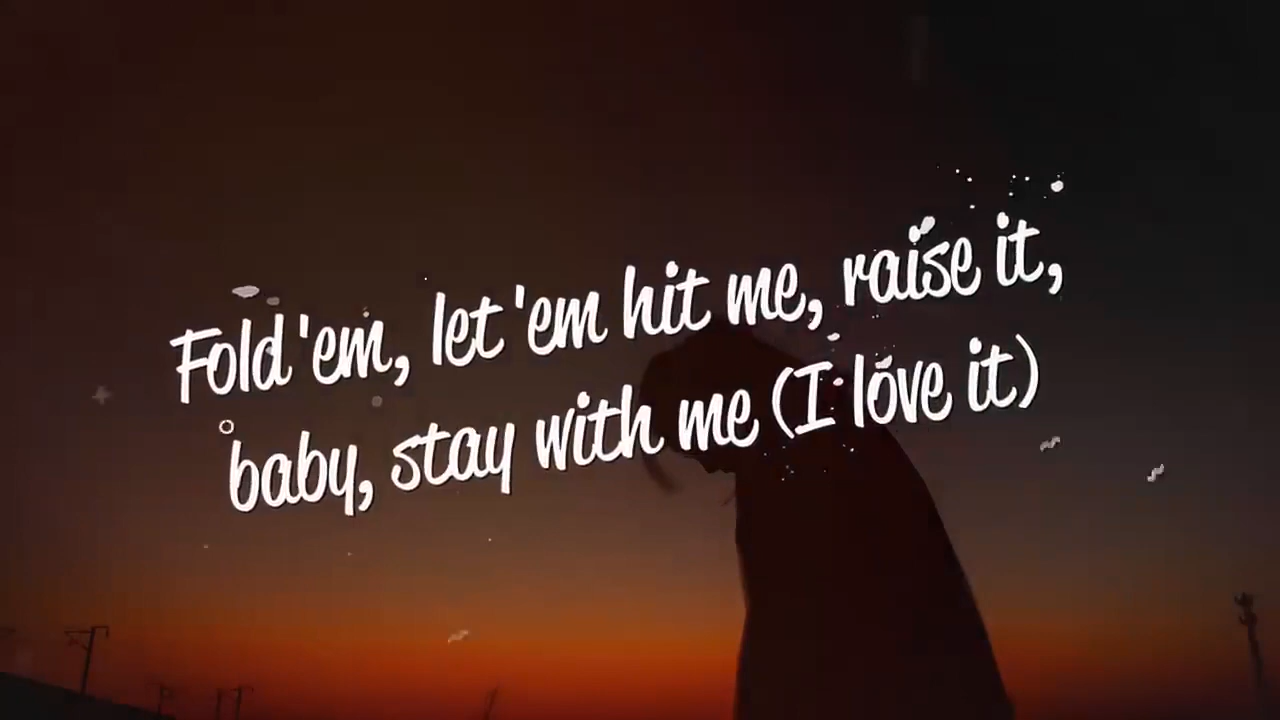 Fold 'em, let 'em hit me, raise it,
baby, stay with me (I love it)